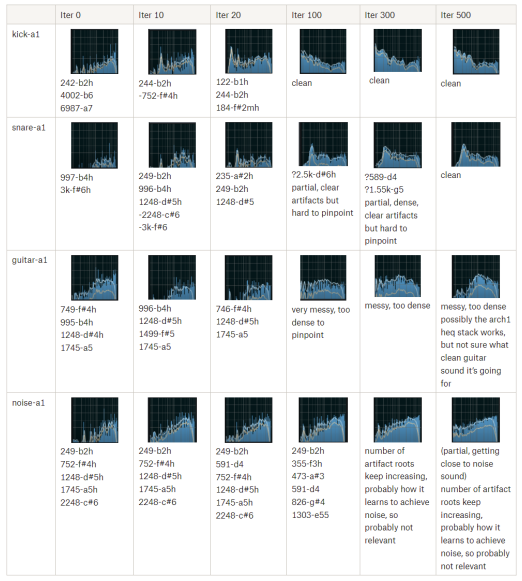 Iter 0 Iter 10 Iter 20 Iter 100 Iter 300 Iter 500
kick-a1
242-b2h
4002-b6
6987-a7
244-b2h
-752-f#4h
122-b1h
244-b2h
184-f#2mh
clean
clean
clean
snare-a1
997-b4h
3k-f#6h
249-b2h
996-b4h
1248-d#5h
-2248-c#6
-3k-f#6
235-a#2h
249-b2h
1248-d#5
?2.5k-d#6h
partial, clear
artifacts but
hard to pinpoint
?589-d4
?1.55k-g5
partial, dense,
clear artifacts
but hard to
pinpoint
clean
guitar-a1
749-f#4h
995-b4h
1248-d#4h
1745-a5
996-b4h
1248-d#5h
1499-f#5
1745-a5
746-f#4h
1248-d#5h
1745-a5
very messy, too
dense to
pinpoint
messy, too dense
messy, too dense
possibly the arch1
heq stack works,
but not sure what
clean guitar
sound it's going
for
noise-a1
249-b2h
752-f#4h
1248-d#5h
1745-a5h
2248-c#6
249-b2h
752-f#4h
1248-d#5h
1745-a5h
2248-c#6
249-b2h
591-d4
752-f#4h
1248-d#5h
1745-a5h
2248-c#6
249-b2h
355-f3h
473-a#3
591-d4
826-g#4
1303-e55
number of
artifact roots
keep increasing,
probably how it
learns to achieve
noise, so
probably not
relevant
(partial, getting
close to noise
sound)
number of artifact
roots keep
increasing,
probably how it
learns to achieve
noise, so probably
not relevant